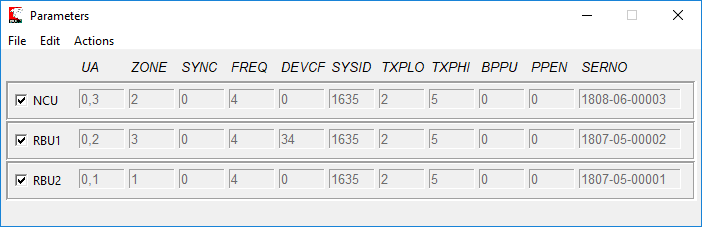 Parameters
File Edit Actions
UA ZONE SYNC FREQ DEVCF SYSID TXPLO TXPHI BPPU PPEN SERNO
NCU 0,3 2 0 4 0 1635 2 5 0 0 1808-06-00003
RBU1 0,2 3 0 4 34 1635 2 5 0 0 1807-05-00002
RBU2 0,1 1 0 4 0 1635 2 5 0 0 1807-05-00001